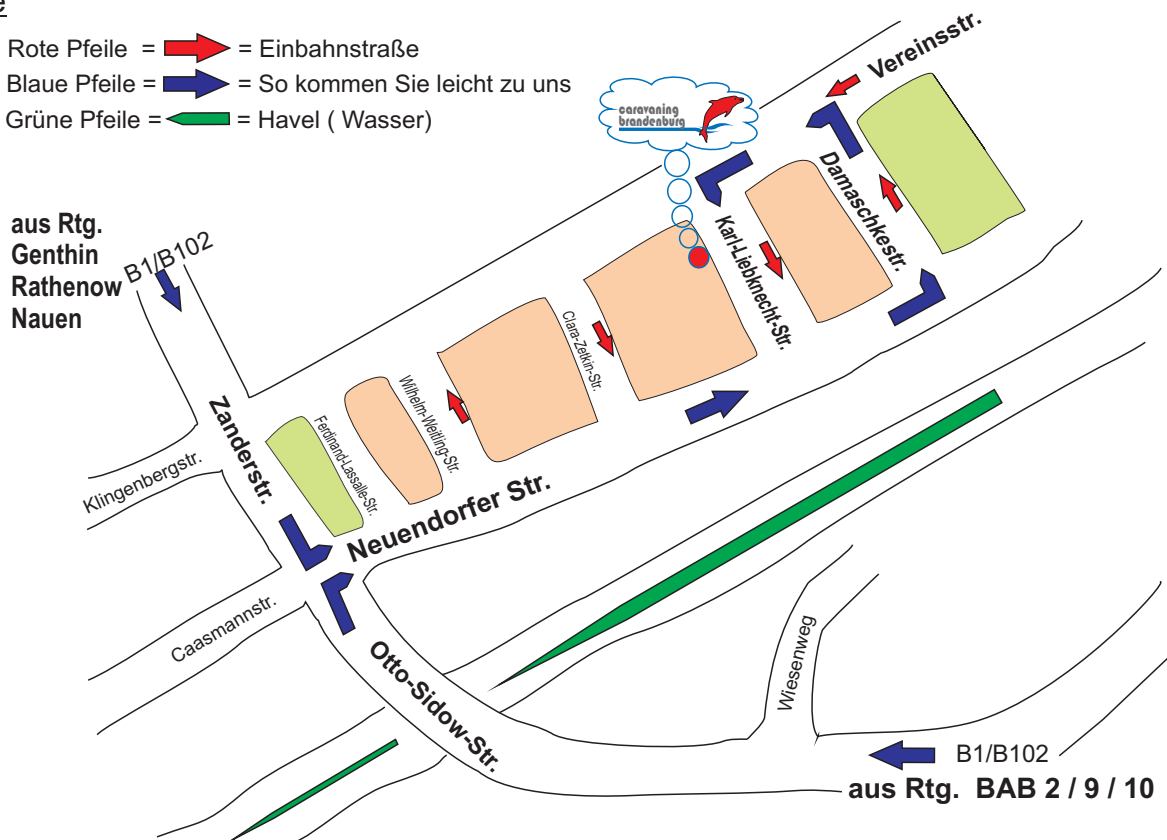 Rote Pfeile = = Einbahnstraße
Blaue Pfeile = = So kommen Sie leicht zu uns
Grüne Pfeile = = Havel ( Wasser)
Vereinsstr.
caravaning
brandenburg
Damaschkestr.
Karl-Liebknecht-Str.
aus Rtg.
Genthin
Rathenow
Nauen
B1/B102
Clara-Zetkin-Str.
Wilhelm-Weitling-Str.
Ferdinand-Lassalle-Str.
Zanderstr.
Klingenbergstr.
Neuendorfer Str.
Caasmannstr.
Otto-Sidow-Str.
Wiesenweg
B1/B102
aus Rtg. BAB 2 / 9 / 10